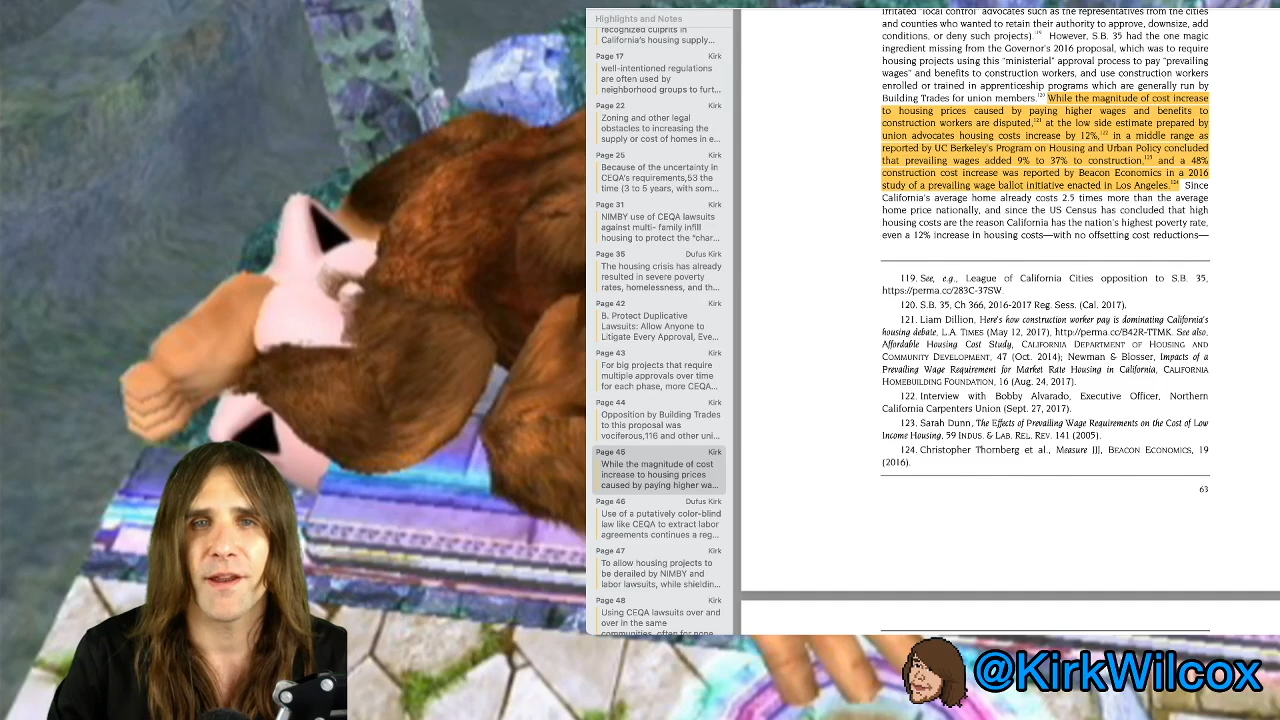 Highlights and Notes
recognized culprits in
California's housing supply...
Page 17 Kirk
well-intentioned regulations
are often used by
neighborhood groups to furt...
Page 22 Kirk
Zoning and other legal
obstacles to increasing the
supply or cost of homes in e...
Page 25 Kirk
Because of the uncertainty in
CEQA's requirements,53 the
time (3 to 5 years, with som...
Page 31 Kirk
NIMBY use of CEQA lawsuits
against multi- family infill
housing to protect the "char...
Page 35 Dufus Kirk
The housing crisis has already
resulted in severe poverty
rates, homelessness, and th...
Page 42 Kirk
B. Protect Duplicative
Lawsuits: Allow Anyone to
Litigate Every Approval, Eve...
Page 43 Kirk
For big projects that require
multiple approvals over time
for each phase, more CEQA...
Page 44 Kirk
Opposition by Building Trades
to this proposal was
vociferous,116 and other uni...
Page 45 Kirk
While the magnitude of cost
increase to housing prices
caused by paying higher wa...
Page 46 Dufus Kirk
Use of a putatively color-blind
law like CEQA to extract labor
agreements continues a reg...
Page 47 Kirk
To allow housing projects to
be derailed by NIMBY and
labor lawsuits, while shieldin...
Page 48 Kirk
Using CEQA lawsuits over and
over in the same
communities, often for none
irritated "local control" advocates such as the representatives from the cities
and counties who wanted to retain their authority to approve, downsize, add
conditions, or deny such projects).119 However, S.B. 35 had the one magic
ingredient missing from the Governor's 2016 proposal, which was to require
housing projects using this "ministerial" approval provision pay "prevailing
wages" and benefits to construction workers, and use construction workers
enrolled or trained in apprenticeship programs which are generally run by
Building Trades for union members.120 While the magnitude of cost increase
to housing prices caused by paying higher wages and benefits to
construction workers are disputed,121 at the low side estimate prepared by
union advocates housing costs increase by 12%,122 in a middle range as
reported by UC Berkeley's Program on Housing and Urban Policy concluded
that prevailing wages added 9% to 37% to construction,123 and a 48%
construction cost increase was reported by Beacon Economics in a 2016
study of a prevailing wage ballot initiative enacted in Los Angeles.124 Since
California's average home already costs 2.5 times more than the average
home price nationally, and since the US Census has concluded that high
housing costs are the reason California has the nation's highest poverty rate,
even a 12% increase in housing costs—with no offsetting cost reductions—
119. See, e.g., League of California Cities opposition to S.B. 35,
https://perma.cc/283C-37SW.
120. S.B. 35, Ch 366, 2016-2017 Reg. Sess. (Cal. 2017).
121. Liam Dillion, Here's how construction worker pay is dominating California's
housing debate, L.A. TIMES (May 12, 2017), http://perma cc/B42R-TTMK. See also,
Affordable Housing Cost Study, CALIFORNIA DEPARTMENT OF HOUSING AND
COMMUNITY DEVELOPMENT, 47 (Oct. 2014); Newman & Blosser, Impacts of a
Prevailing Wage Requirement for Market Rate Housing in California, CALIFORNIA
HOMEBUILDING FOUNDATION, 16 (Aug. 24, 2017).
122. Interview with Bobby Alvarado, Executive Officer, Northern
California Carpenters Union (Sept. 27, 2017).
123. Sarah Dunn, The Effects of Prevailing Wage Requirements on the Cost of Low
Income Housing, 59 INDUS. & LAB. REL. REV. 141 (2005).
124. Christopher Thornberg et al., Measure JJJ, BEACON ECONOMICS, 19
(2016).
63
@KirkWilcox